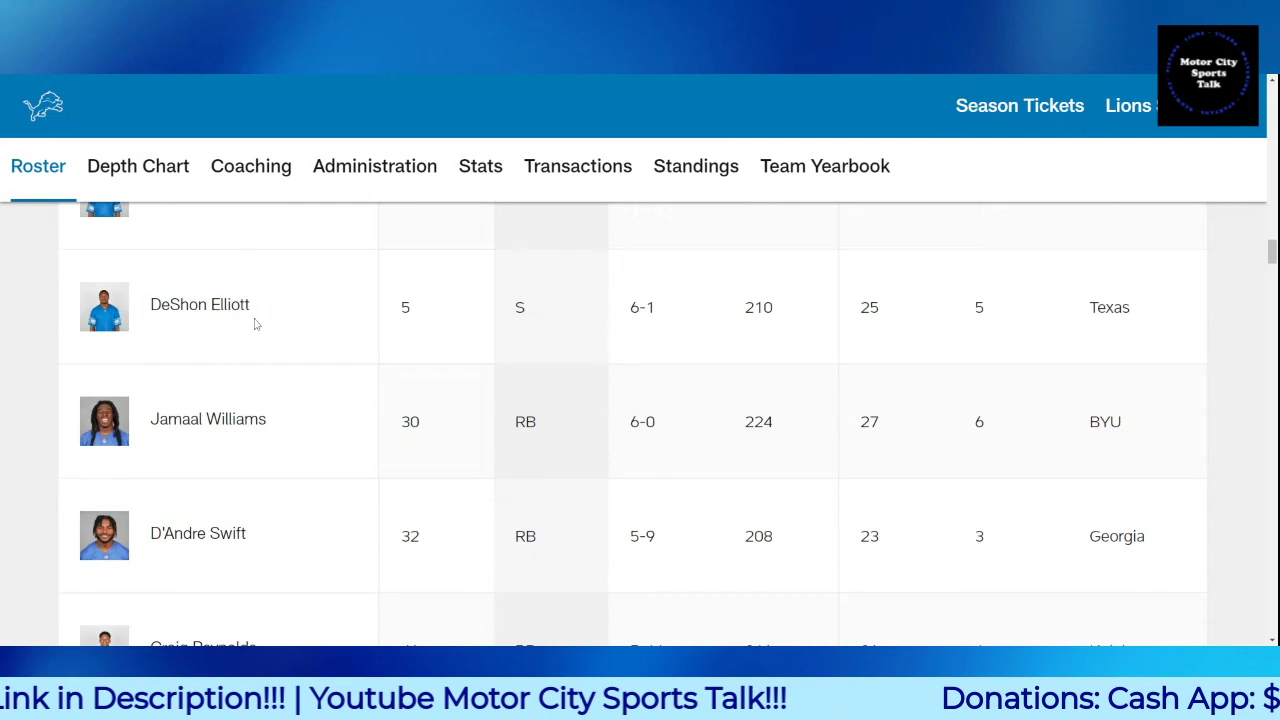 Motor City
Sports
Talk
Season Tickets Lions
Roster Depth Chart Coaching Administration Stats Transactions Standings Team Yearbook
DeShon Elliott 5 S 6-1 210 25 5 Texas
Jamaal Williams 30 RB 6-0 224 27 6 BYU
D'Andre Swift 32 RB 5-9 208 23 3 Georgia
Craig Reynolds
Link in Description!!! | Youtube Motor City Sports Talk!!! Donations: Cash App: $